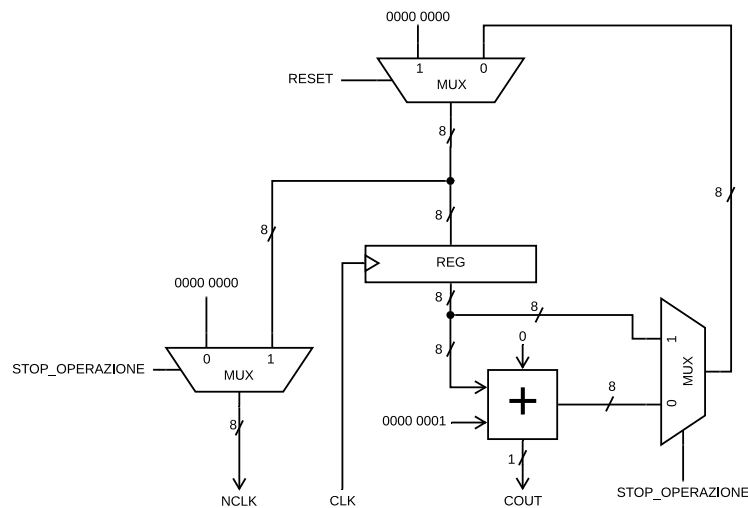 0000 0000
1 0
RESET
MUX
8
8
8
8
REG
8
0000 0000
8
8
0
1
STOP_OPERAZIONE
0 1
MUX
MUX
8
0
+
0000 0001
8
1
NCLK
CLK
COUT
STOP_OPERAZIONE